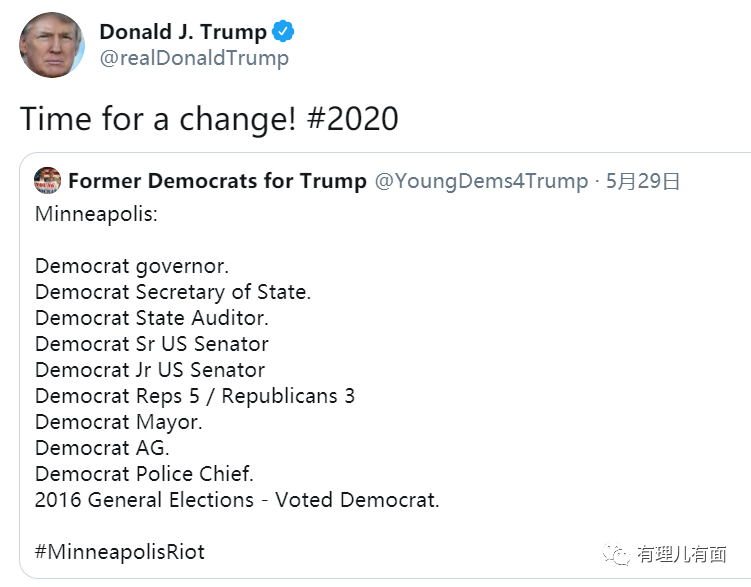 Donald J. Trump
@realDonaldTrump
Time for a change! #2020
Former Democrats for Trump @YoungDems4Trump · 5月29日
Minneapolis:
Democrat governor.
Democrat Secretary of State.
Democrat State Auditor.
Democrat Sr US Senator
Democrat Jr US Senator
Democrat Reps 5 / Republicans 3
Democrat Mayor.
Democrat AG.
Democrat Police Chief.
2016 General Elections - Voted Democrat.
#MinneapolisRiot
有理儿有面